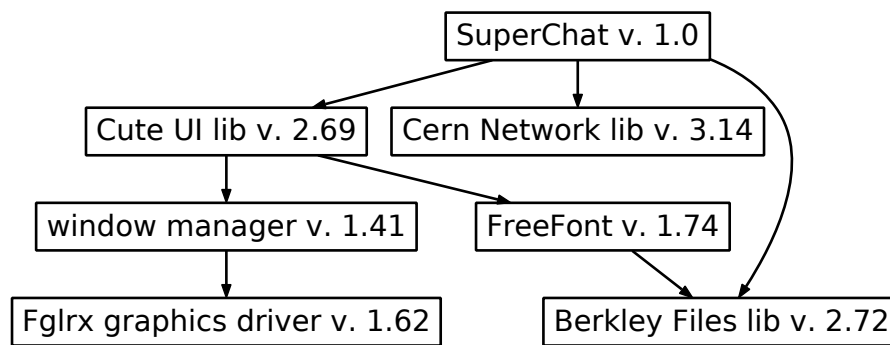 SuperChat v. 1.0
Cute UI lib v. 2.69
Cern Network lib v. 3.14
window manager v. 1.41
FreeFont v. 1.74
Fglrx graphics driver v. 1.62
Berkley Files lib v. 2.72